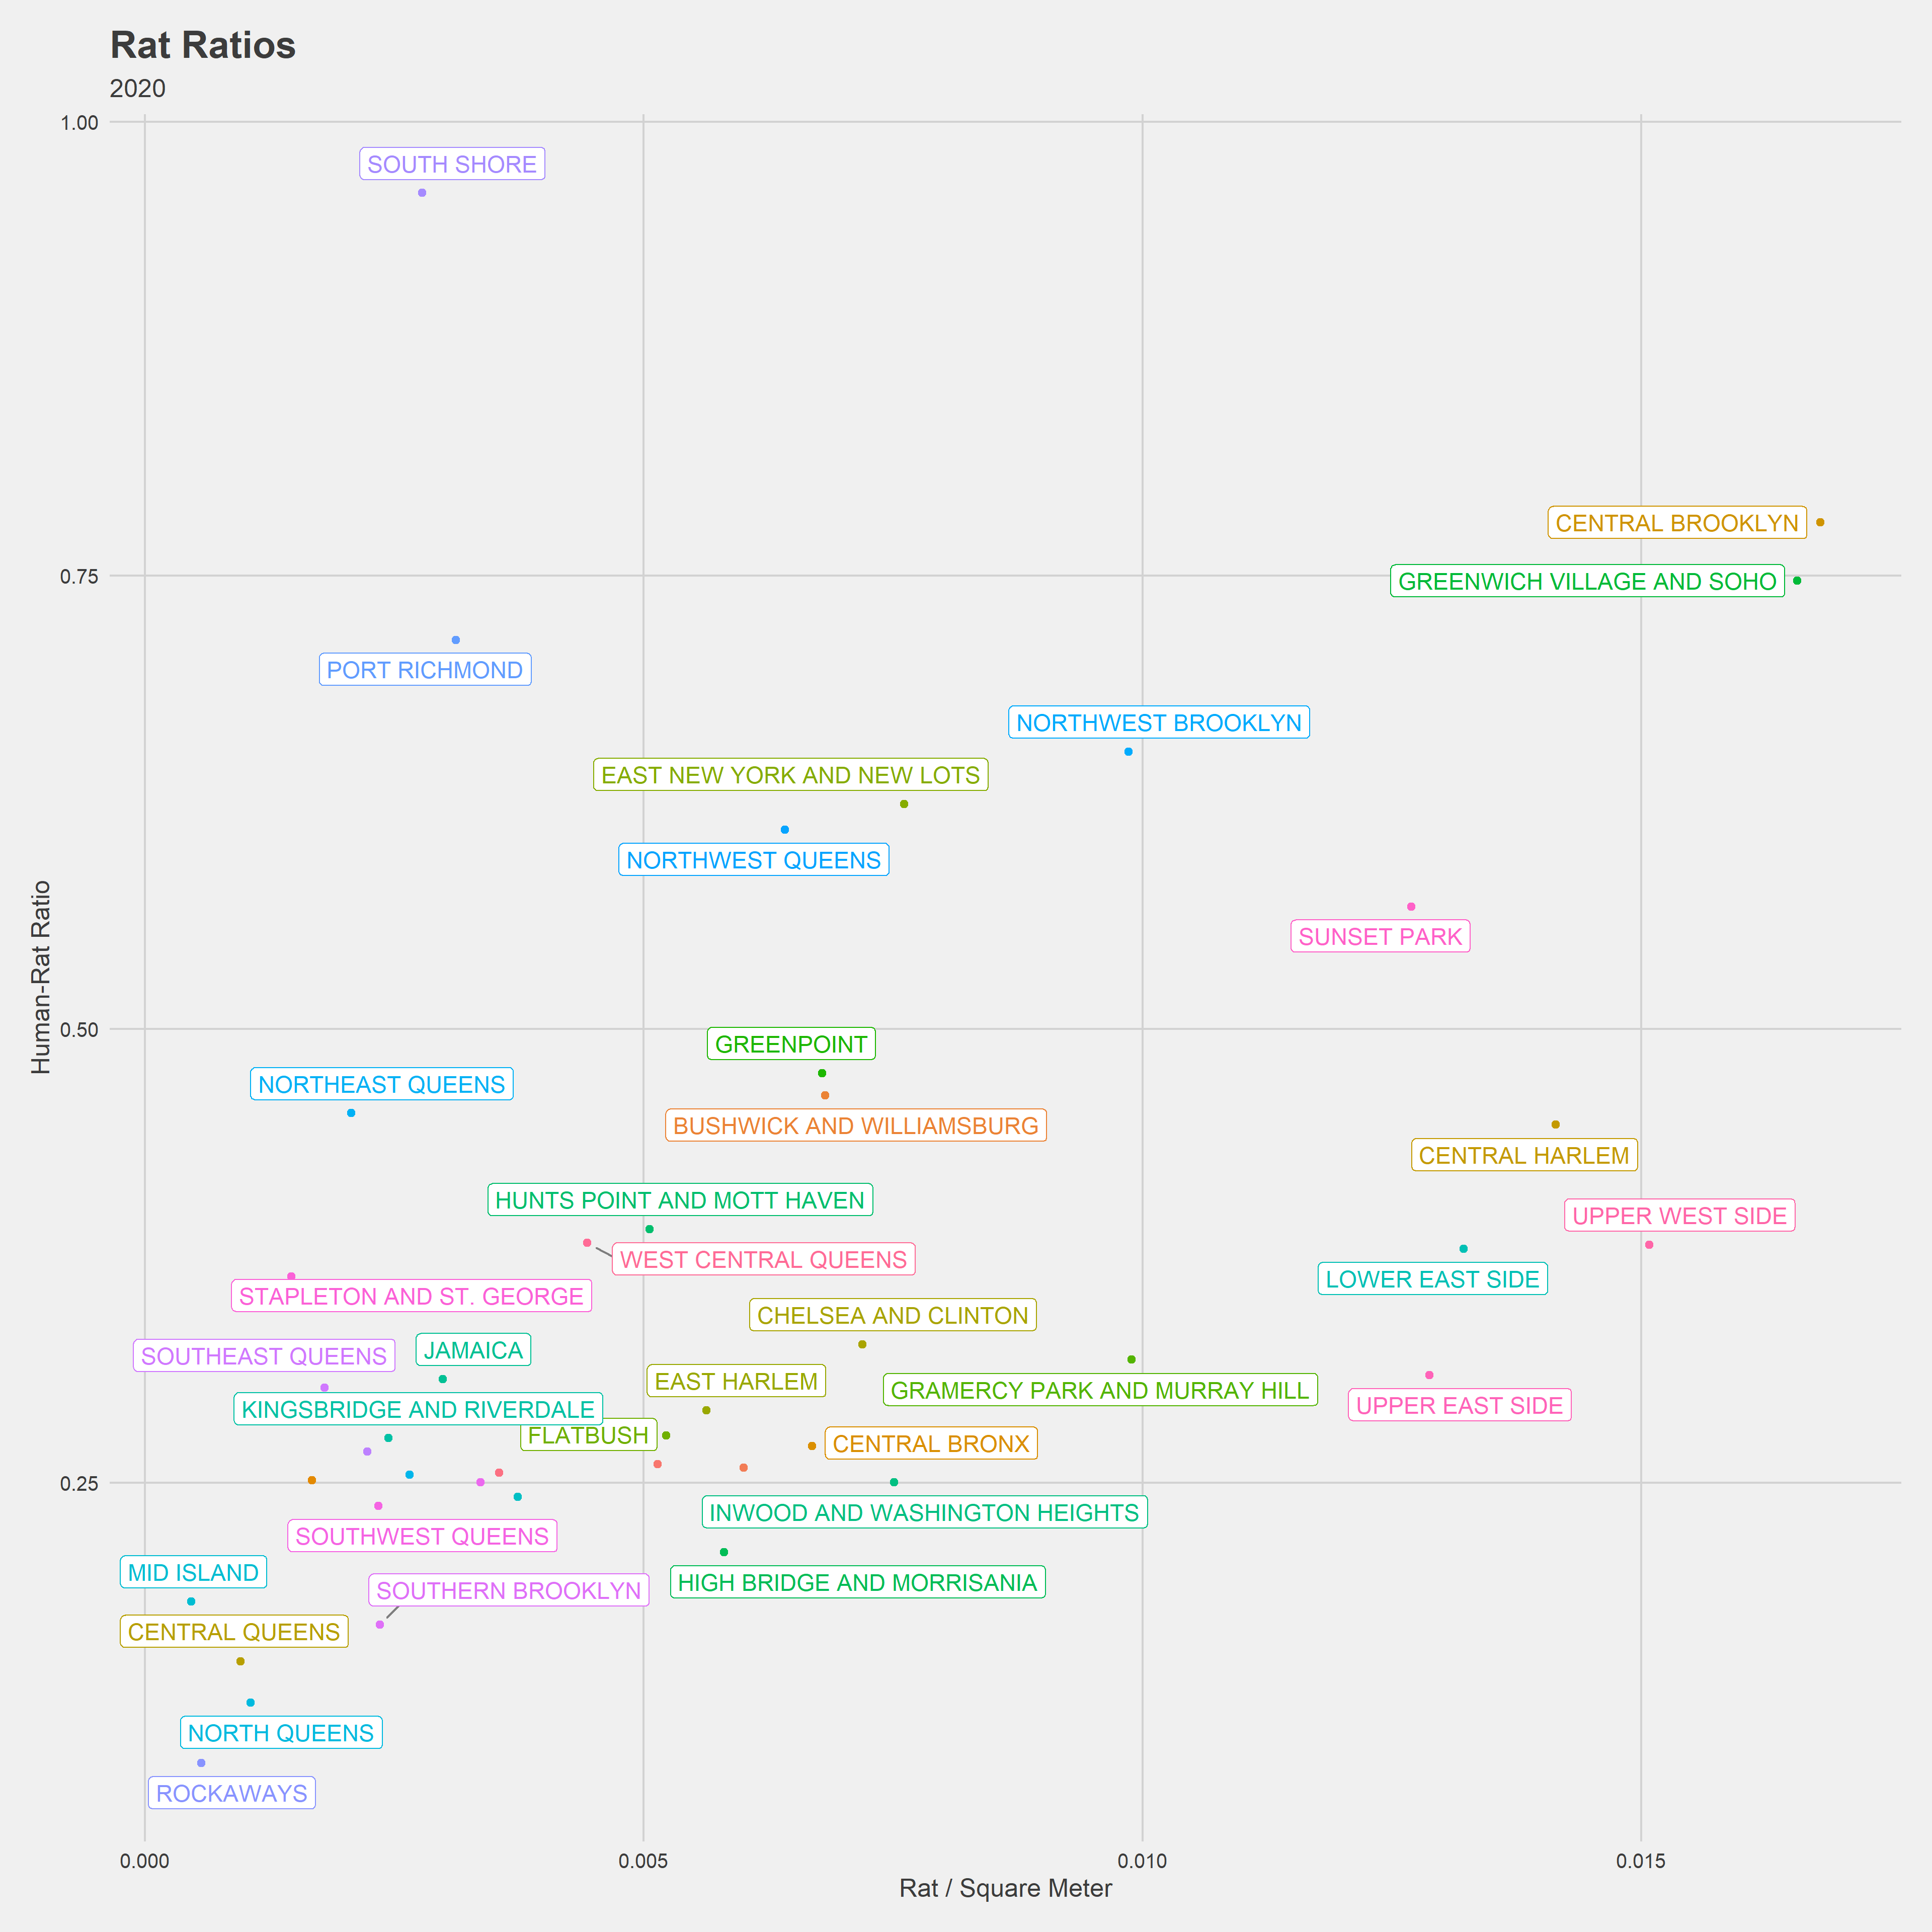 Rat Ratios
2020
1.00
SOUTH SHORE
CENTRAL BROOKLYN
0.75
GREENWICH VILLAGE AND SOHO
PORT RICHMOND
NORTHWEST BROOKLYN
EAST NEW YORK AND NEW LOTS
NORTHWEST QUEENS
SUNSET PARK
Human-Rat Ratio
0.50
GREENPOINT
NORTHEAST QUEENS
BUSHWICK AND WILLIAMSBURG
CENTRAL HARLEM
HUNTS POINT AND MOTT HAVEN
UPPER WEST SIDE
WEST CENTRAL QUEENS
LOWER EAST SIDE
STAPLETON AND ST. GEORGE
CHELSEA AND CLINTON
JAMAICA
SOUTHEAST QUEENS
EAST HARLEM
GRAMERCY PARK AND MURRAY HILL
UPPER EAST SIDE
KINGSBRIDGE AND RIVERDALE
FLATBUSH
CENTRAL BRONX
0.25
INWOOD AND WASHINGTON HEIGHTS
SOUTHWEST QUEENS
MID ISLAND
HIGH BRIDGE AND MORRISANIA
SOUTHERN BROOKLYN
CENTRAL QUEENS
NORTH QUEENS
ROCKAWAYS
0.000
0.005
0.010
0.015
Rat / Square Meter